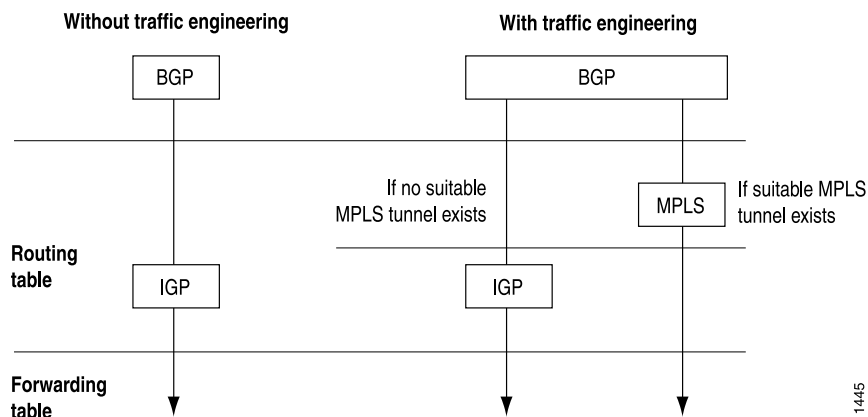 Without traffic engineering
With traffic engineering
BGP
BGP
If no suitable
MPLS tunnel exists
MPLS
If suitable MPLS
tunnel exists
Routing
table
IGP
IGP
Forwarding
table
1445